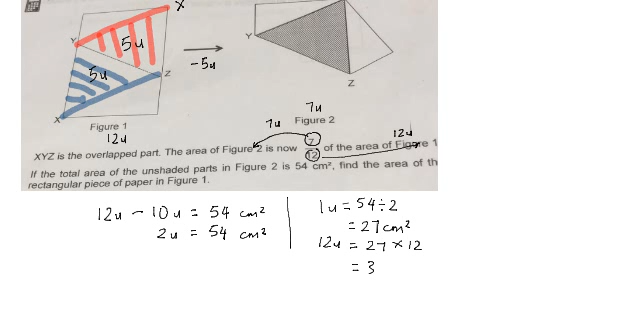 X
Y
5u
5u
Z
X
-5u
Y
Z
Figure 1
12u
7u
Figure 2
7u
12u
XYZ is the overlapped part. The area of Figure 2 is now 7/12 of the area of Figure 1
If the total area of the unshaded parts in Figure 2 is 54 cm², find the area of th
rectangular piece of paper in Figure 1.
12u - 10u = 54 cm²
2u = 54 cm²
1u = 54 ÷ 2
= 27 cm²
12u = 27 × 12
= 3